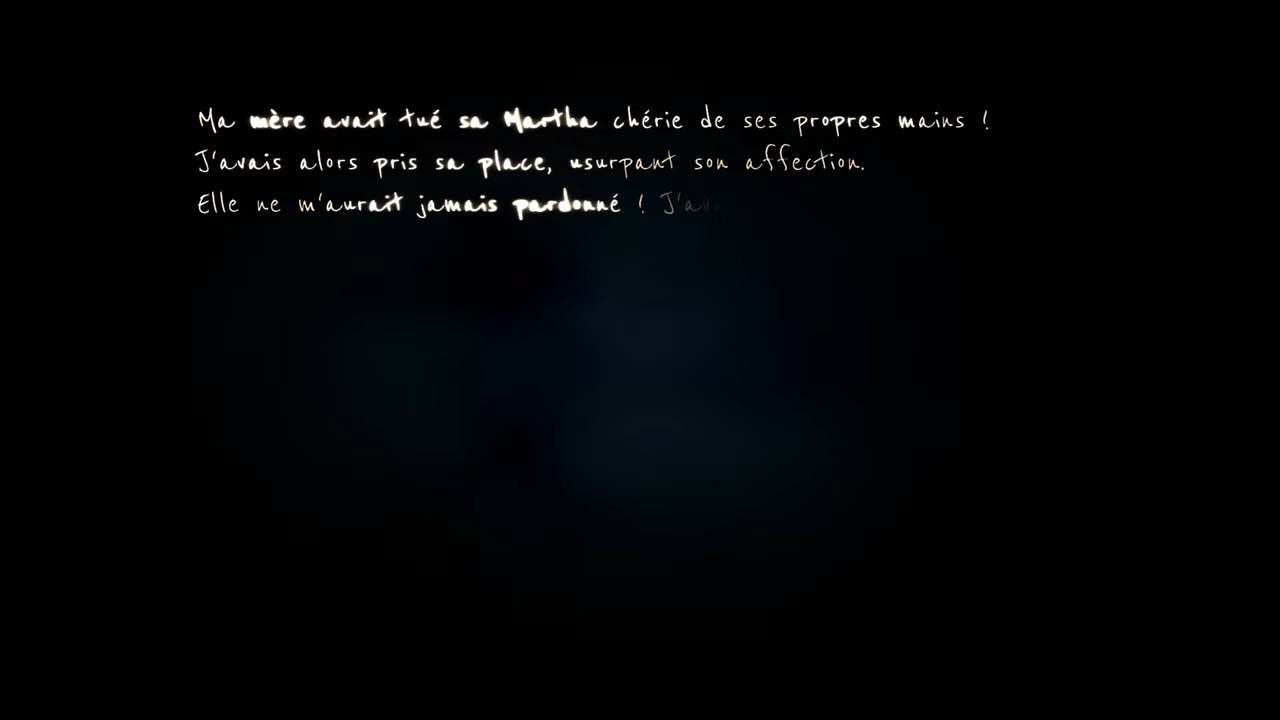 Ma mère avait tué sa Martha chérie de ses propres mains !
J'avais alors pris sa place, usurpant son affection.
Elle ne m'aurait jamais pardonné !